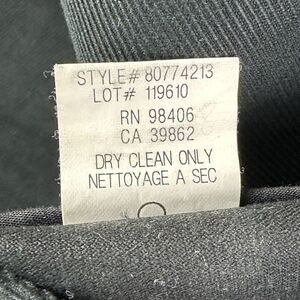 STYLE# 80774213
LOT# 119610
RN 98406
CA 39862
DRY CLEAN ONLY
NETTOYAGE A SEC